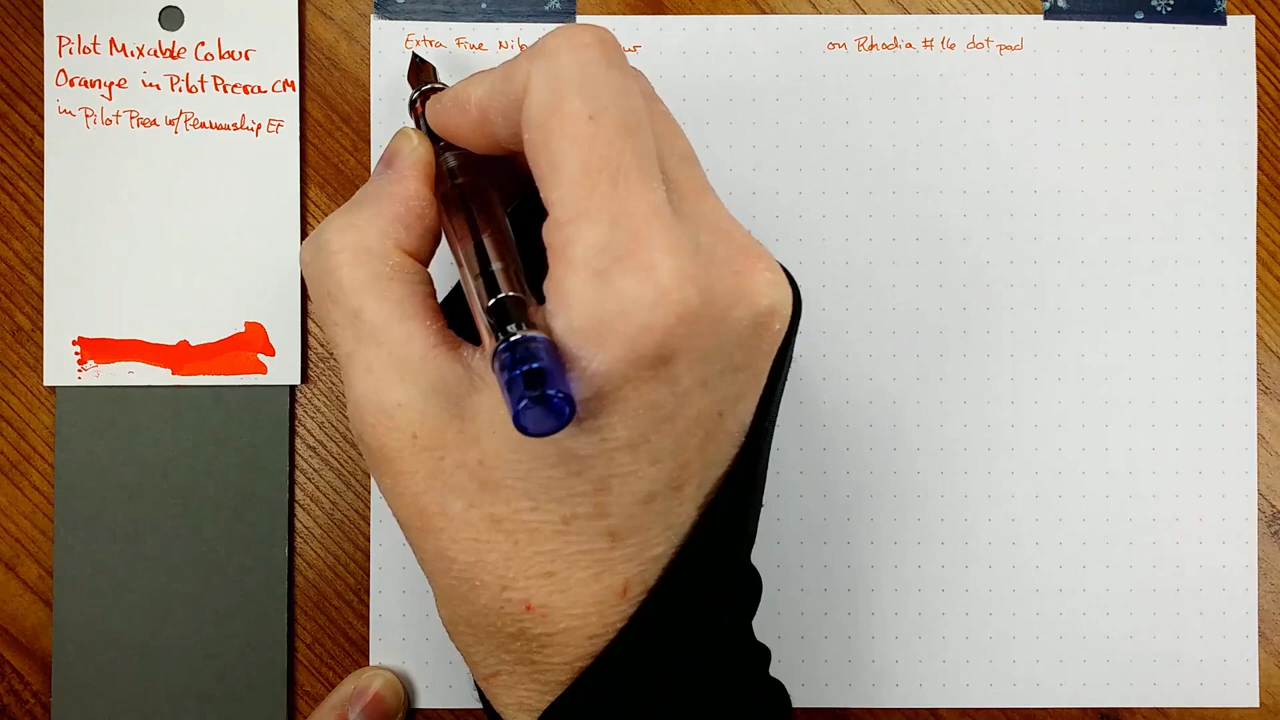 Pilot Mixable Colour
Orange in Pilot Prera CM
in Pilot Prea w/Penmanship EF
Extra Fine Nib
on Rhodia #16 dot pad